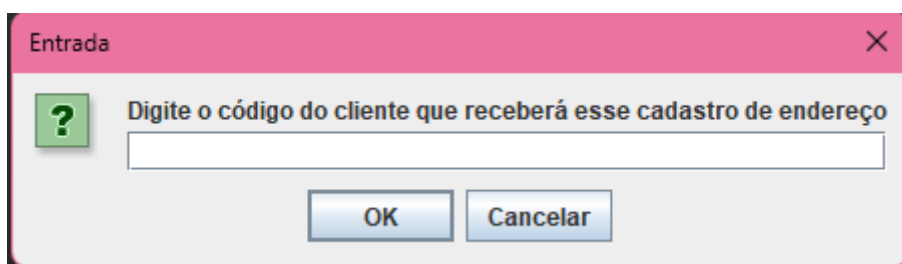 Entrada
?
Digite o código do cliente que receberá esse cadastro de endereço
OK Cancelar